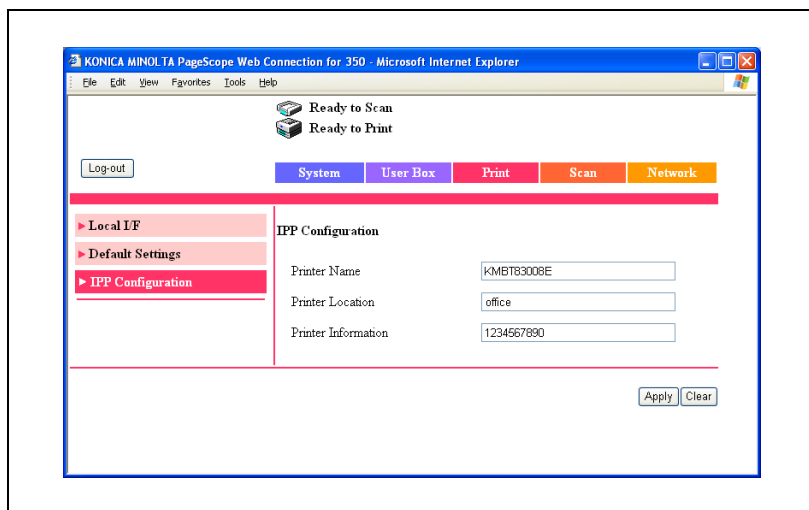 KONICA MINOLTA PageScope Web Connection for 350 - Microsoft Internet Explorer
File Edit View Favorites Tools Help
Ready to Scan
Ready to Print
Log-out
System User Box Print Scan Network
Local I/F
Default Settings
IPP Configuration
IPP Configuration
Printer Name KMBT83008E
Printer Location office
Printer Information 1234567890
Apply Clear